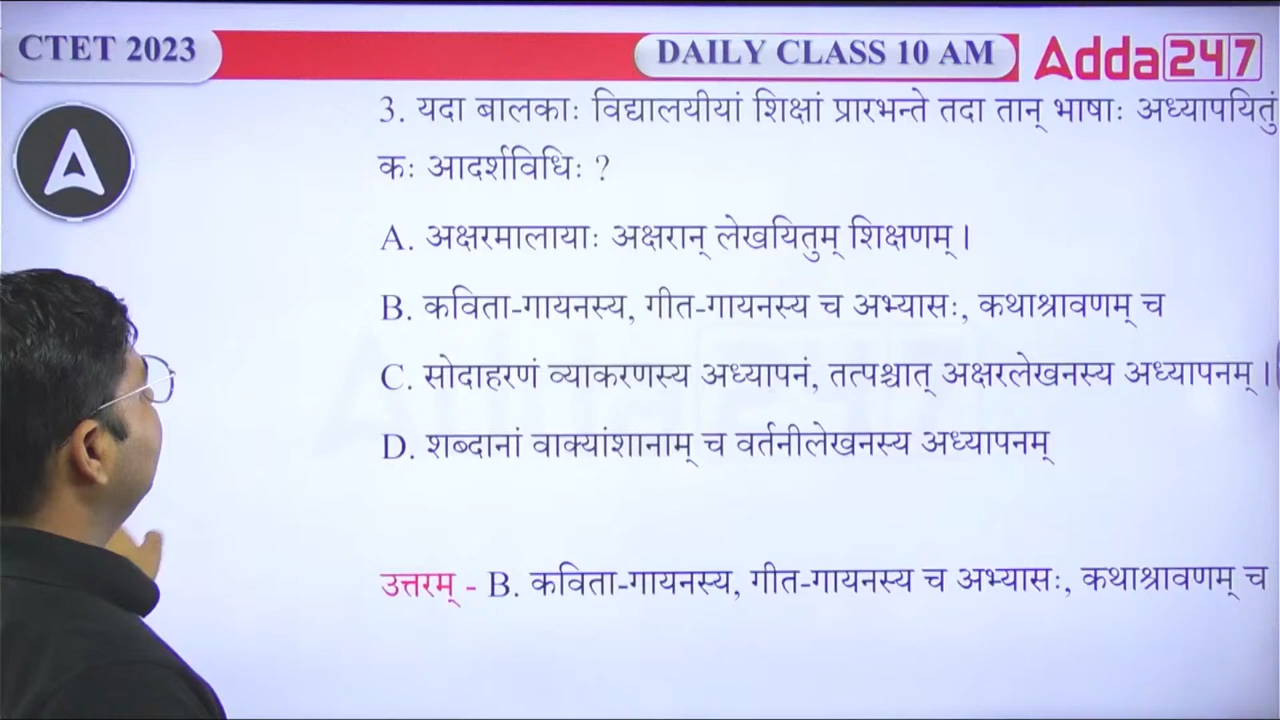 CTET 2023
DAILY CLASS 10 AM
Adda247
3. यदा बालकाः विद्यालयीयां शिक्षां प्रारभन्ते तदा तान् भाषाः अध्यापयितुं
कः आदर्शविधिः ?
A. अक्षरमालायाः अक्षरान् लेखयितुम् शिक्षणम् ।
B. कविता-गायनस्य, गीत-गायनस्य च अभ्यासः, कथाश्रावणम् च
C. सोदाहरणं व्याकरणस्य अध्यापनं, तत्पश्चात् अक्षरलेखनस्य अध्यापनम् ।
D. शब्दानां वाक्यांशानाम् च वर्तनीलेखनस्य अध्यापनम्
उत्तरम् - B. कविता-गायनस्य, गीत-गायनस्य च अभ्यासः, कथाश्रावणम् च